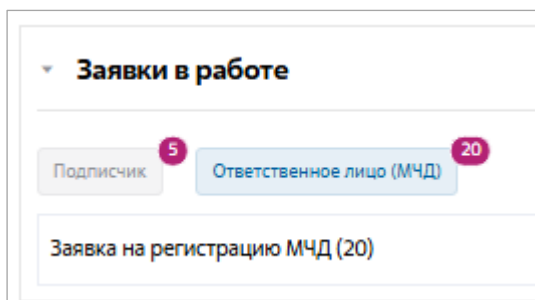 Заявки в работе
5
20
Подписчик
Ответственное лицо (МЧД)
Заявка на регистрацию МЧД (20)